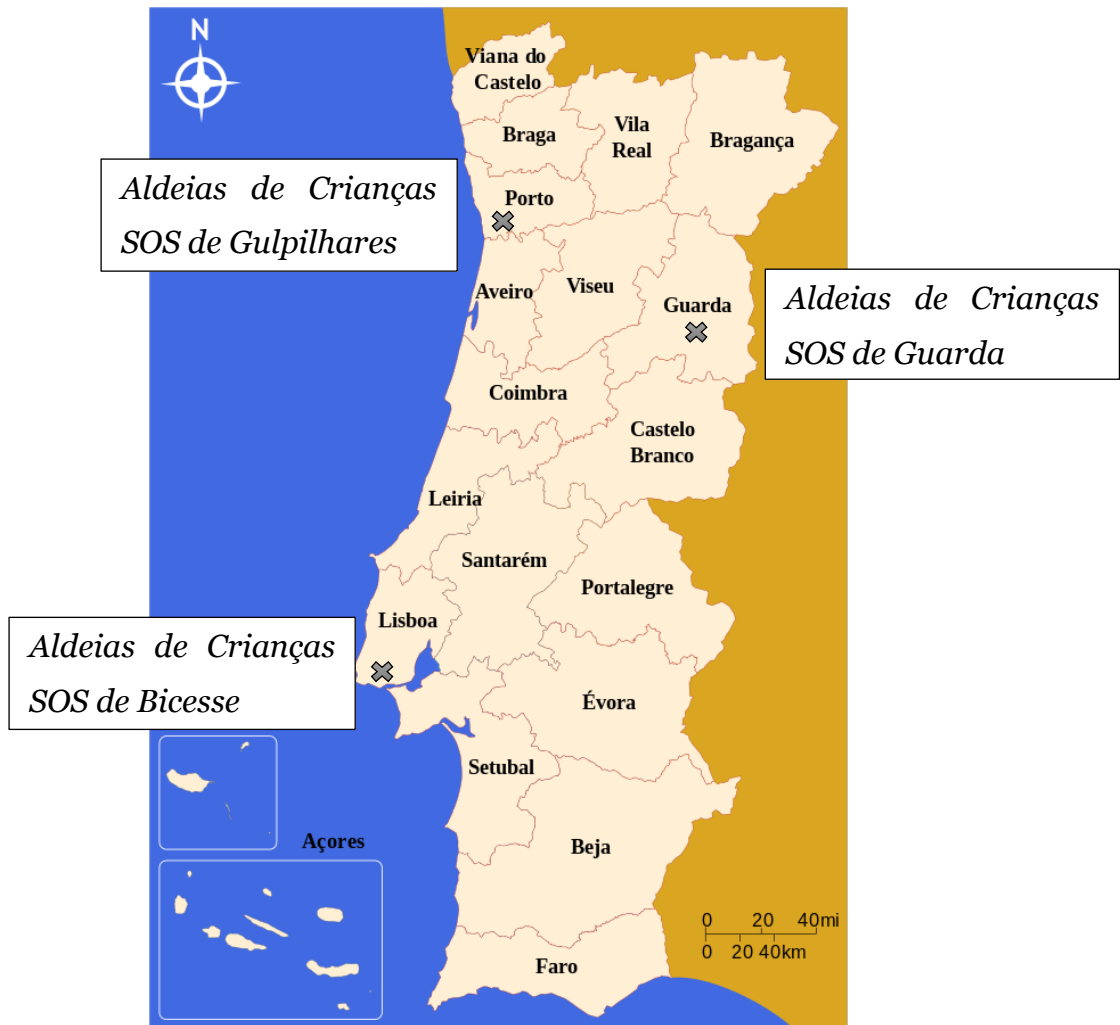 N
Viana do
Castelo
Braga
Vila
Real
Bragança
Aldeias de Crianças
SOS de Gulpilhares
Porto
Aveiro
Viseu
Guarda
Aldeias de Crianças
SOS de Guarda
Coimbra
Castelo
Branco
Leiria
Santarém
Portalegre
Lisboa
Aldeias de Crianças
SOS de Bicesse
Évora
Setubal
Açores
Beja
0 20 40mi
0 20 40km
Faro